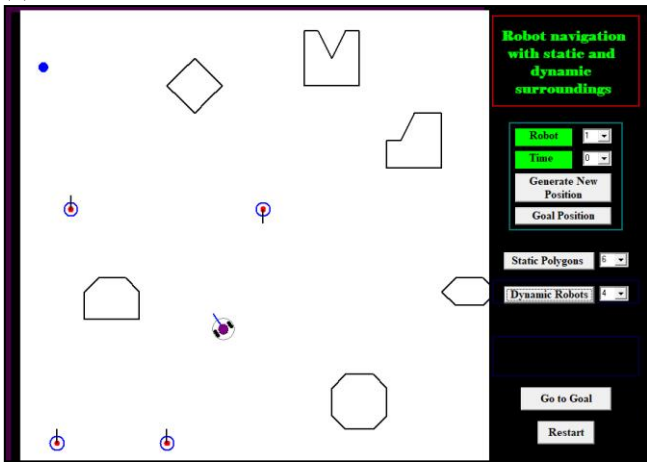 Robot navigation
with static and
dynamic
surroundings
Robot 1
Time 0
Generate New
Position
Goal Position
Static Polygons 6
Dynamic Robots 4
Go to Goal
Restart